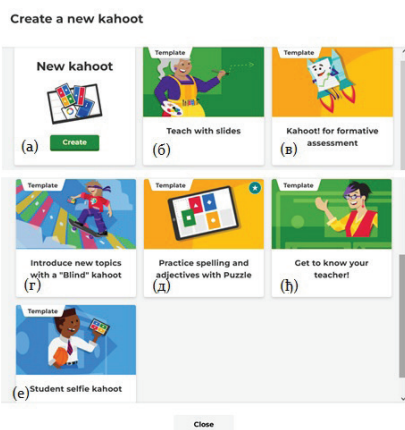 Create a new kahoot
New kahoot
Create
(а)
Template
Teach with slides
(б)
Template
Kahoot! for formative
assessment
(в)
Template
Introduce new topics
with a "Blind" kahoot
(г)
Template
Practice spelling and
adjectives with Puzzle
(д)
Template
Get to know your
teacher!
(ђ)
Template
(е) Student selfie kahoot
Close